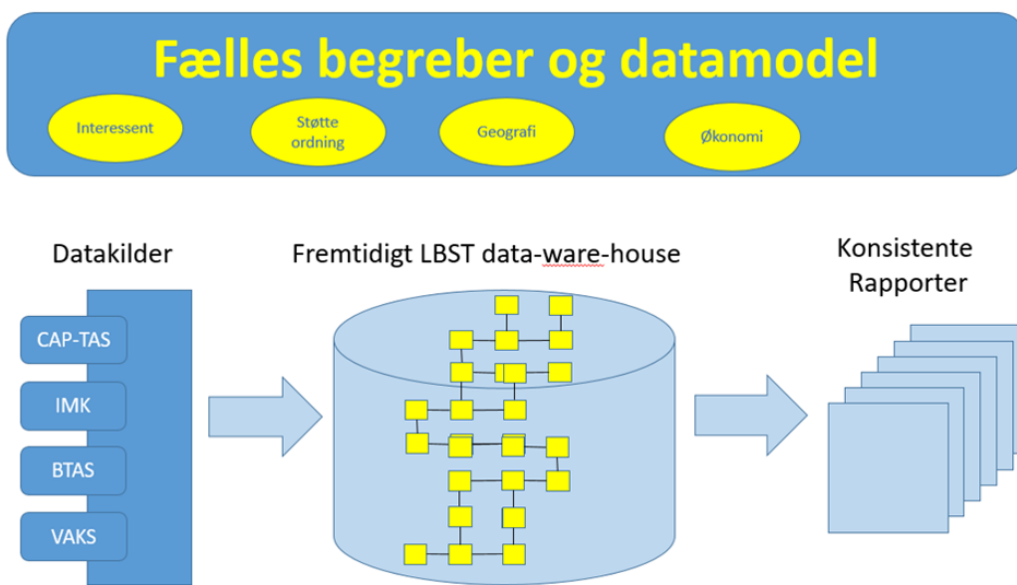 Fælles begreber og datamodel
Interessent
Støtte
ordning
Geografi
Økonomi
Datakilder
Fremtidigt LBST data-ware-house
Konsistente
Rapporter
CAP-TAS
IMK
BTAS
VAKS